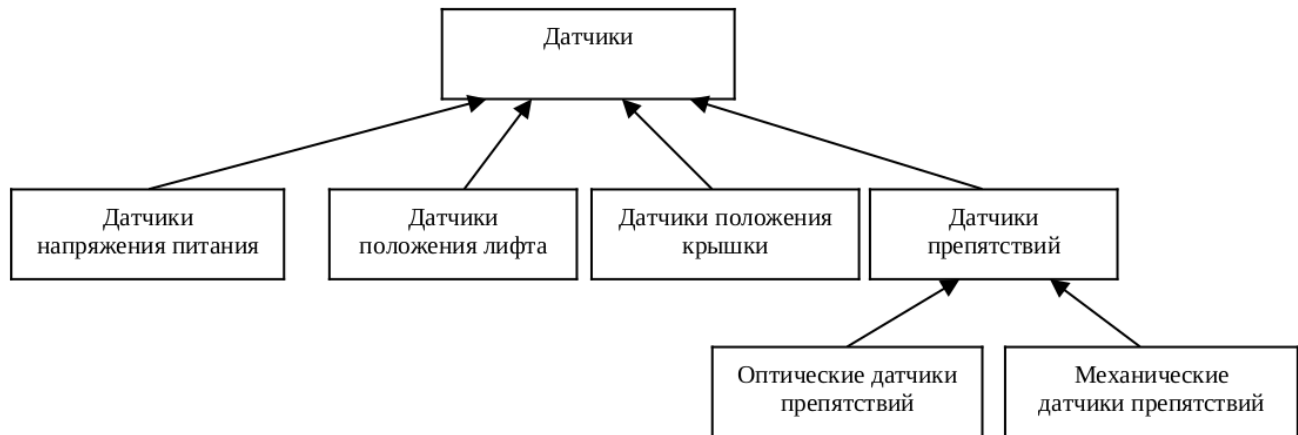 Датчики
Датчики
напряжения питания
Датчики
положения лифта
Датчики положения
крышки
Датчики
препятствий
Оптические датчики
препятствий
Механические
датчики препятствий